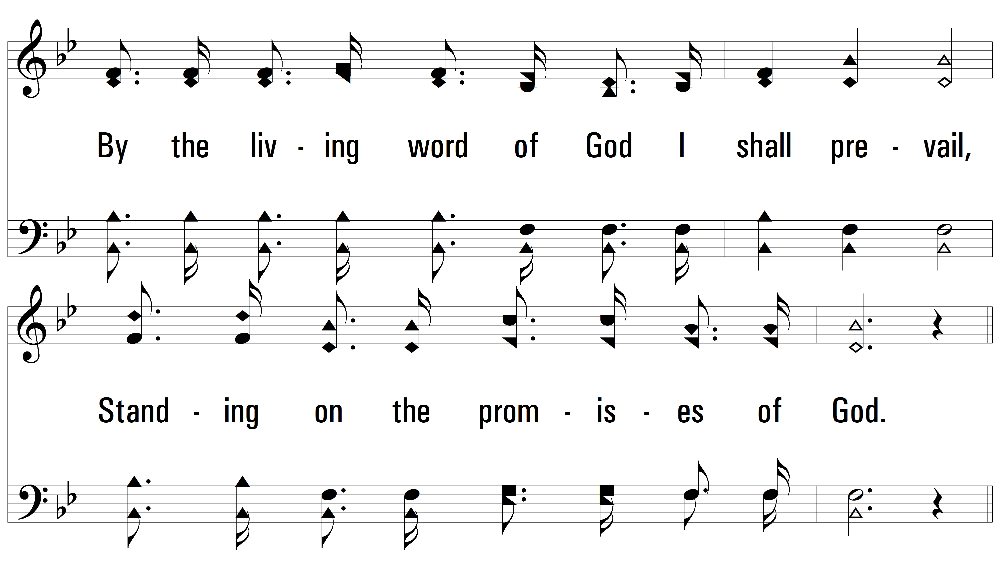 By the liv - ing word of God I shall pre - vail,
Stand - ing on the prom - is - es of God.